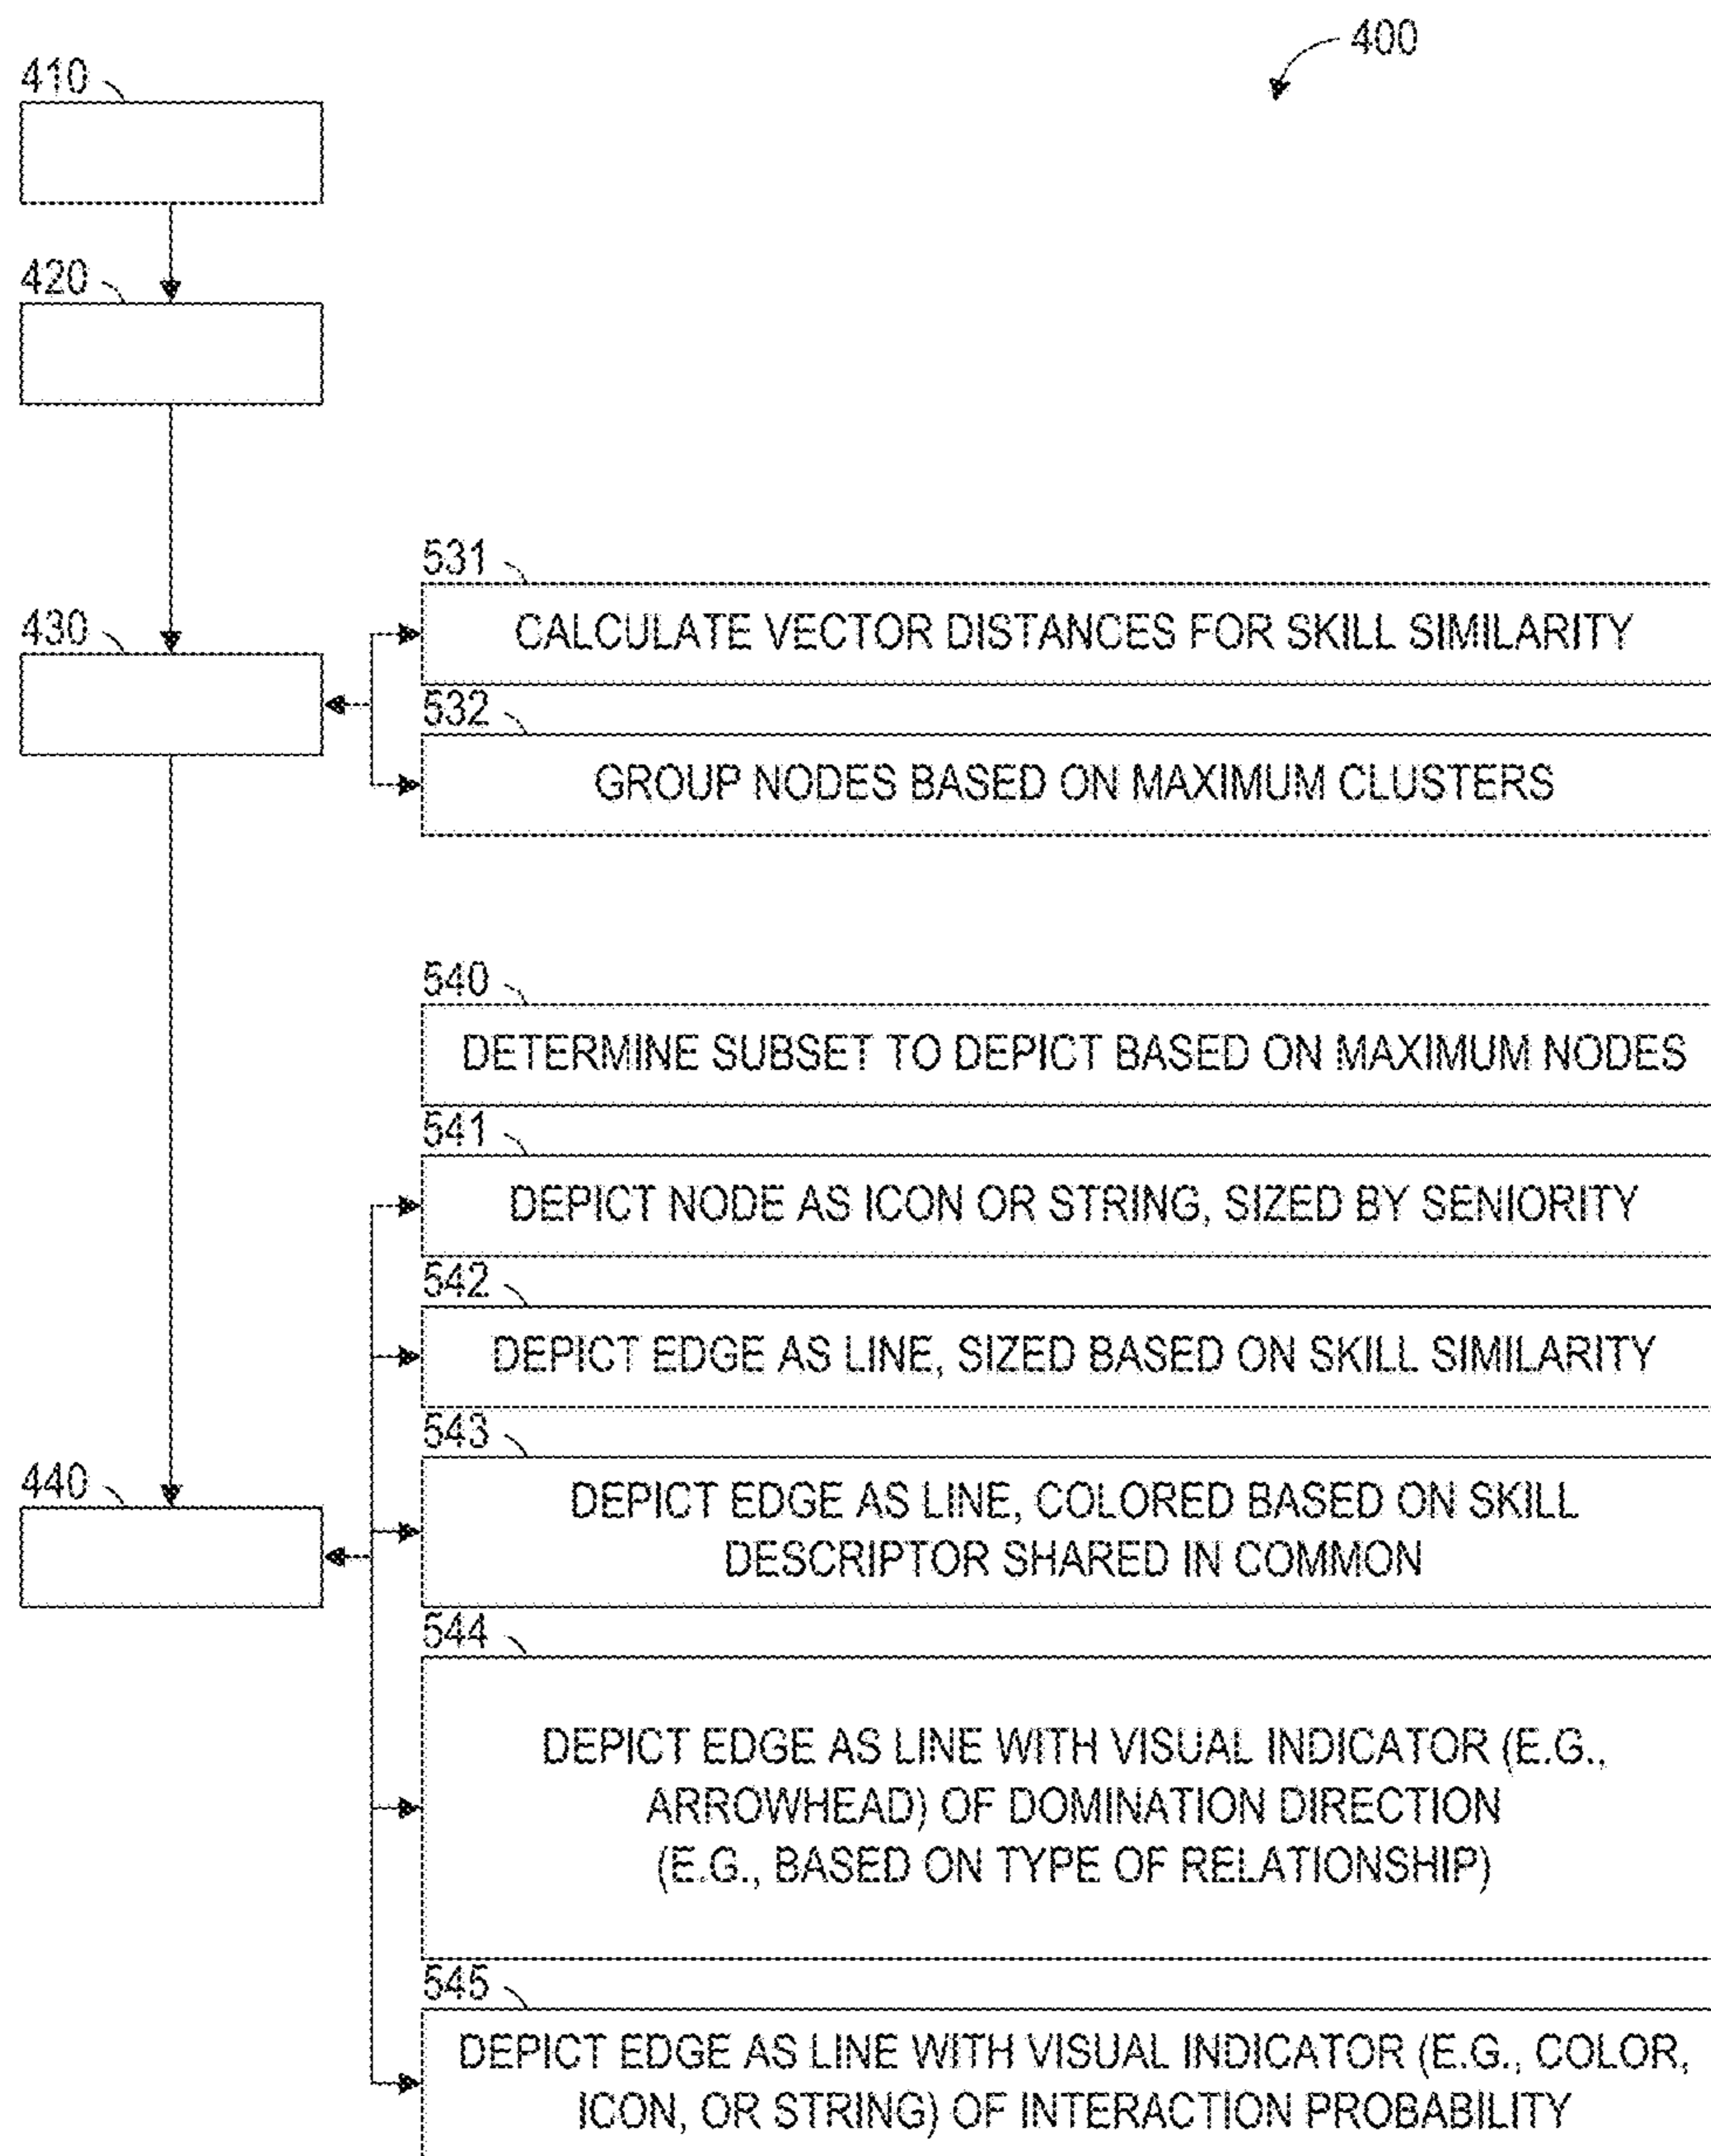 400
410
420
531
CALCULATE VECTOR DISTANCES FOR SKILL SIMILARITY
430
532
GROUP NODES BASED ON MAXIMUM CLUSTERS
540
DETERMINE SUBSET TO DEPICT BASED ON MAXIMUM NODES
541
DEPICT NODE AS ICON OR STRING, SIZED BY SENIORITY
542
DEPICT EDGE AS LINE, SIZED BASED ON SKILL SIMILARITY
543
440
DEPICT EDGE AS LINE, COLORED BASED ON SKILL
DESCRIPTOR SHARED IN COMMON
544
DEPICT EDGE AS LINE WITH VISUAL INDICATOR (E.G.,
ARROWHEAD) OF DOMINATION DIRECTION
(E.G., BASED ON TYPE OF RELATIONSHIP)
545
DEPICT EDGE AS LINE WITH VISUAL INDICATOR (E.G., COLOR,
ICON, OR STRING) OF INTERACTION PROBABILITY